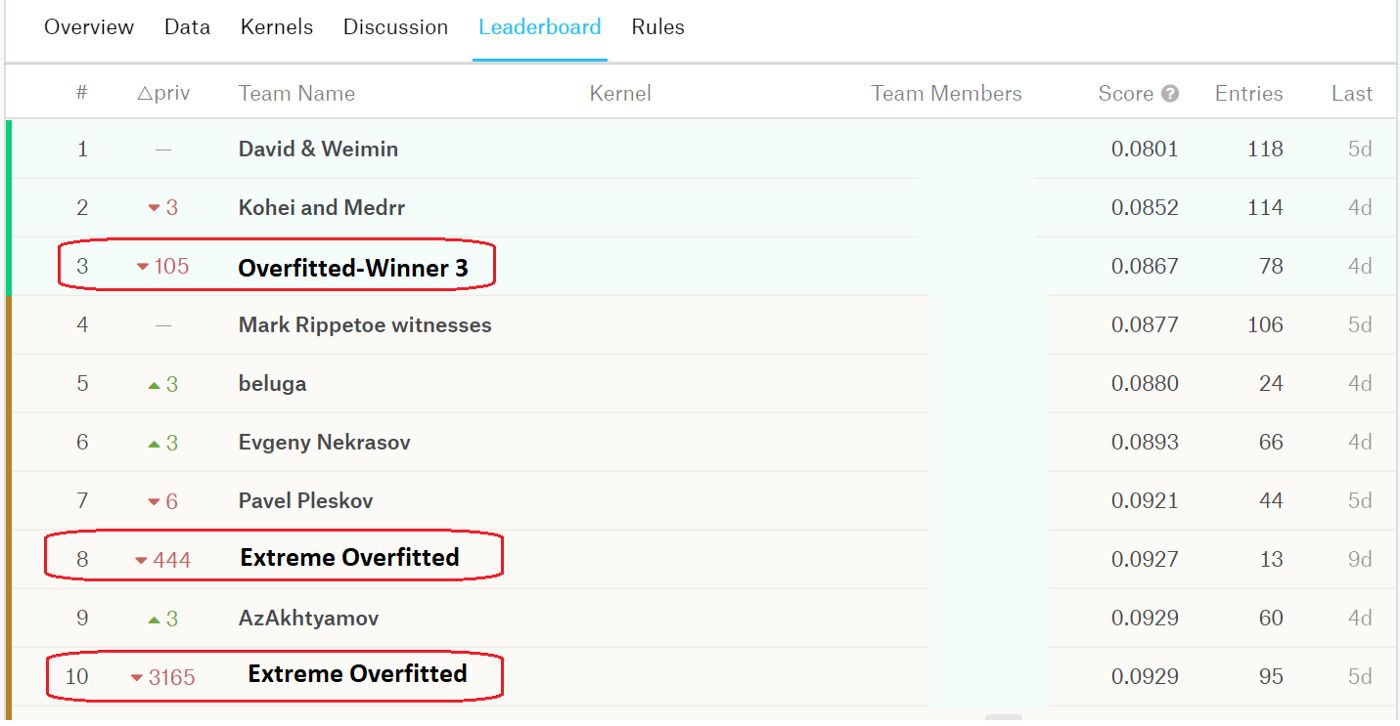 Overview Data Kernels Discussion Leaderboard Rules
# △priv Team Name Kernel Team Members Score ? Entries Last
1 — David & Weimin 0.0801 118 5d
2 ▼ 3 Kohei and Medrr 0.0852 114 4d
3 ▼ 105 Overfitted-Winner 3 0.0867 78 4d
4 — Mark Rippetoe witnesses 0.0877 106 5d
5 ▲ 3 beluga 0.0880 24 4d
6 ▲ 3 Evgeny Nekrasov 0.0893 66 4d
7 ▼ 6 Pavel Pleskov 0.0921 44 5d
8 ▼ 444 Extreme Overfitted 0.0927 13 9d
9 ▲ 3 AzAkhtyamov 0.0929 60 4d
10 ▼ 3165 Extreme Overfitted 0.0929 95 5d